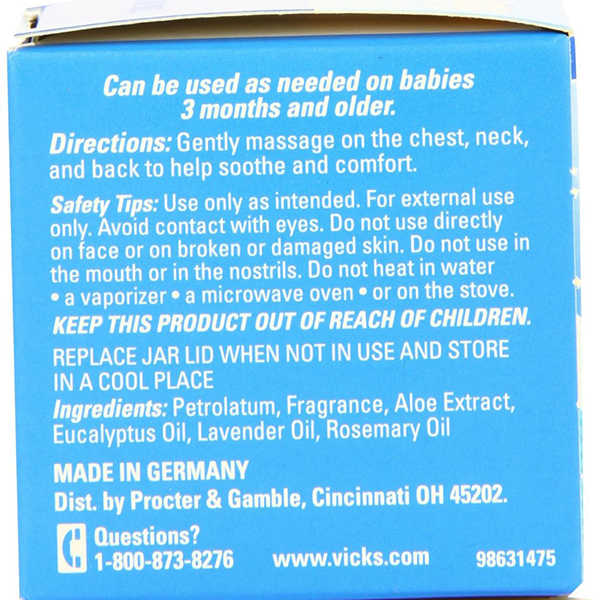 Can be used as needed on babies
3 months and older.
Directions: Gently massage on the chest, neck,
and back to help soothe and comfort.
Safety Tips: Use only as intended. For external use
only. Avoid contact with eyes. Do not use directly
on face or on broken or damaged skin. Do not use in
the mouth or in the nostrils. Do not heat in water
• a vaporizer • a microwave oven • or on the stove.
KEEP THIS PRODUCT OUT OF REACH OF CHILDREN.
REPLACE JAR LID WHEN NOT IN USE AND STORE
IN A COOL PLACE
Ingredients: Petrolatum, Fragrance, Aloe Extract,
Eucalyptus Oil, Lavender Oil, Rosemary Oil
MADE IN GERMANY
Dist. by Procter & Gamble, Cincinnati OH 45202.
Questions?
1-800-873-8276 www.vicks.com 98631475